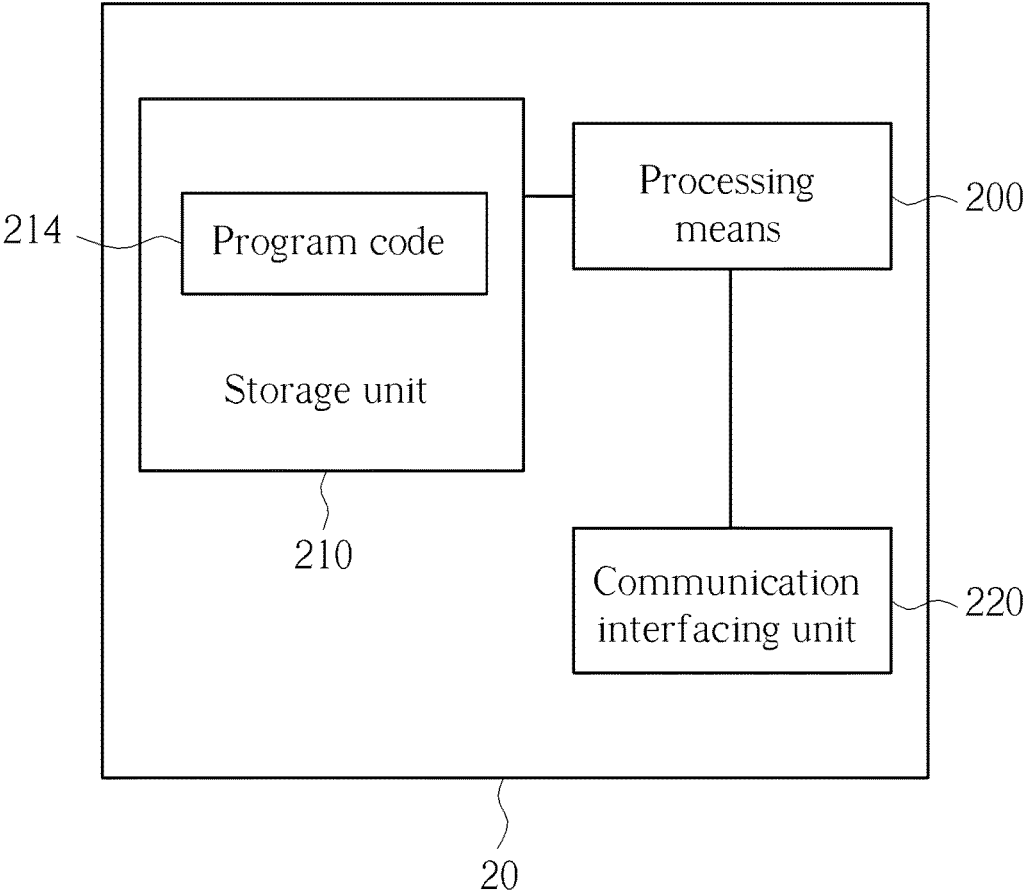 Processing
means
200
214
Program code
Storage unit
210
Communication
interfacing unit
220
20